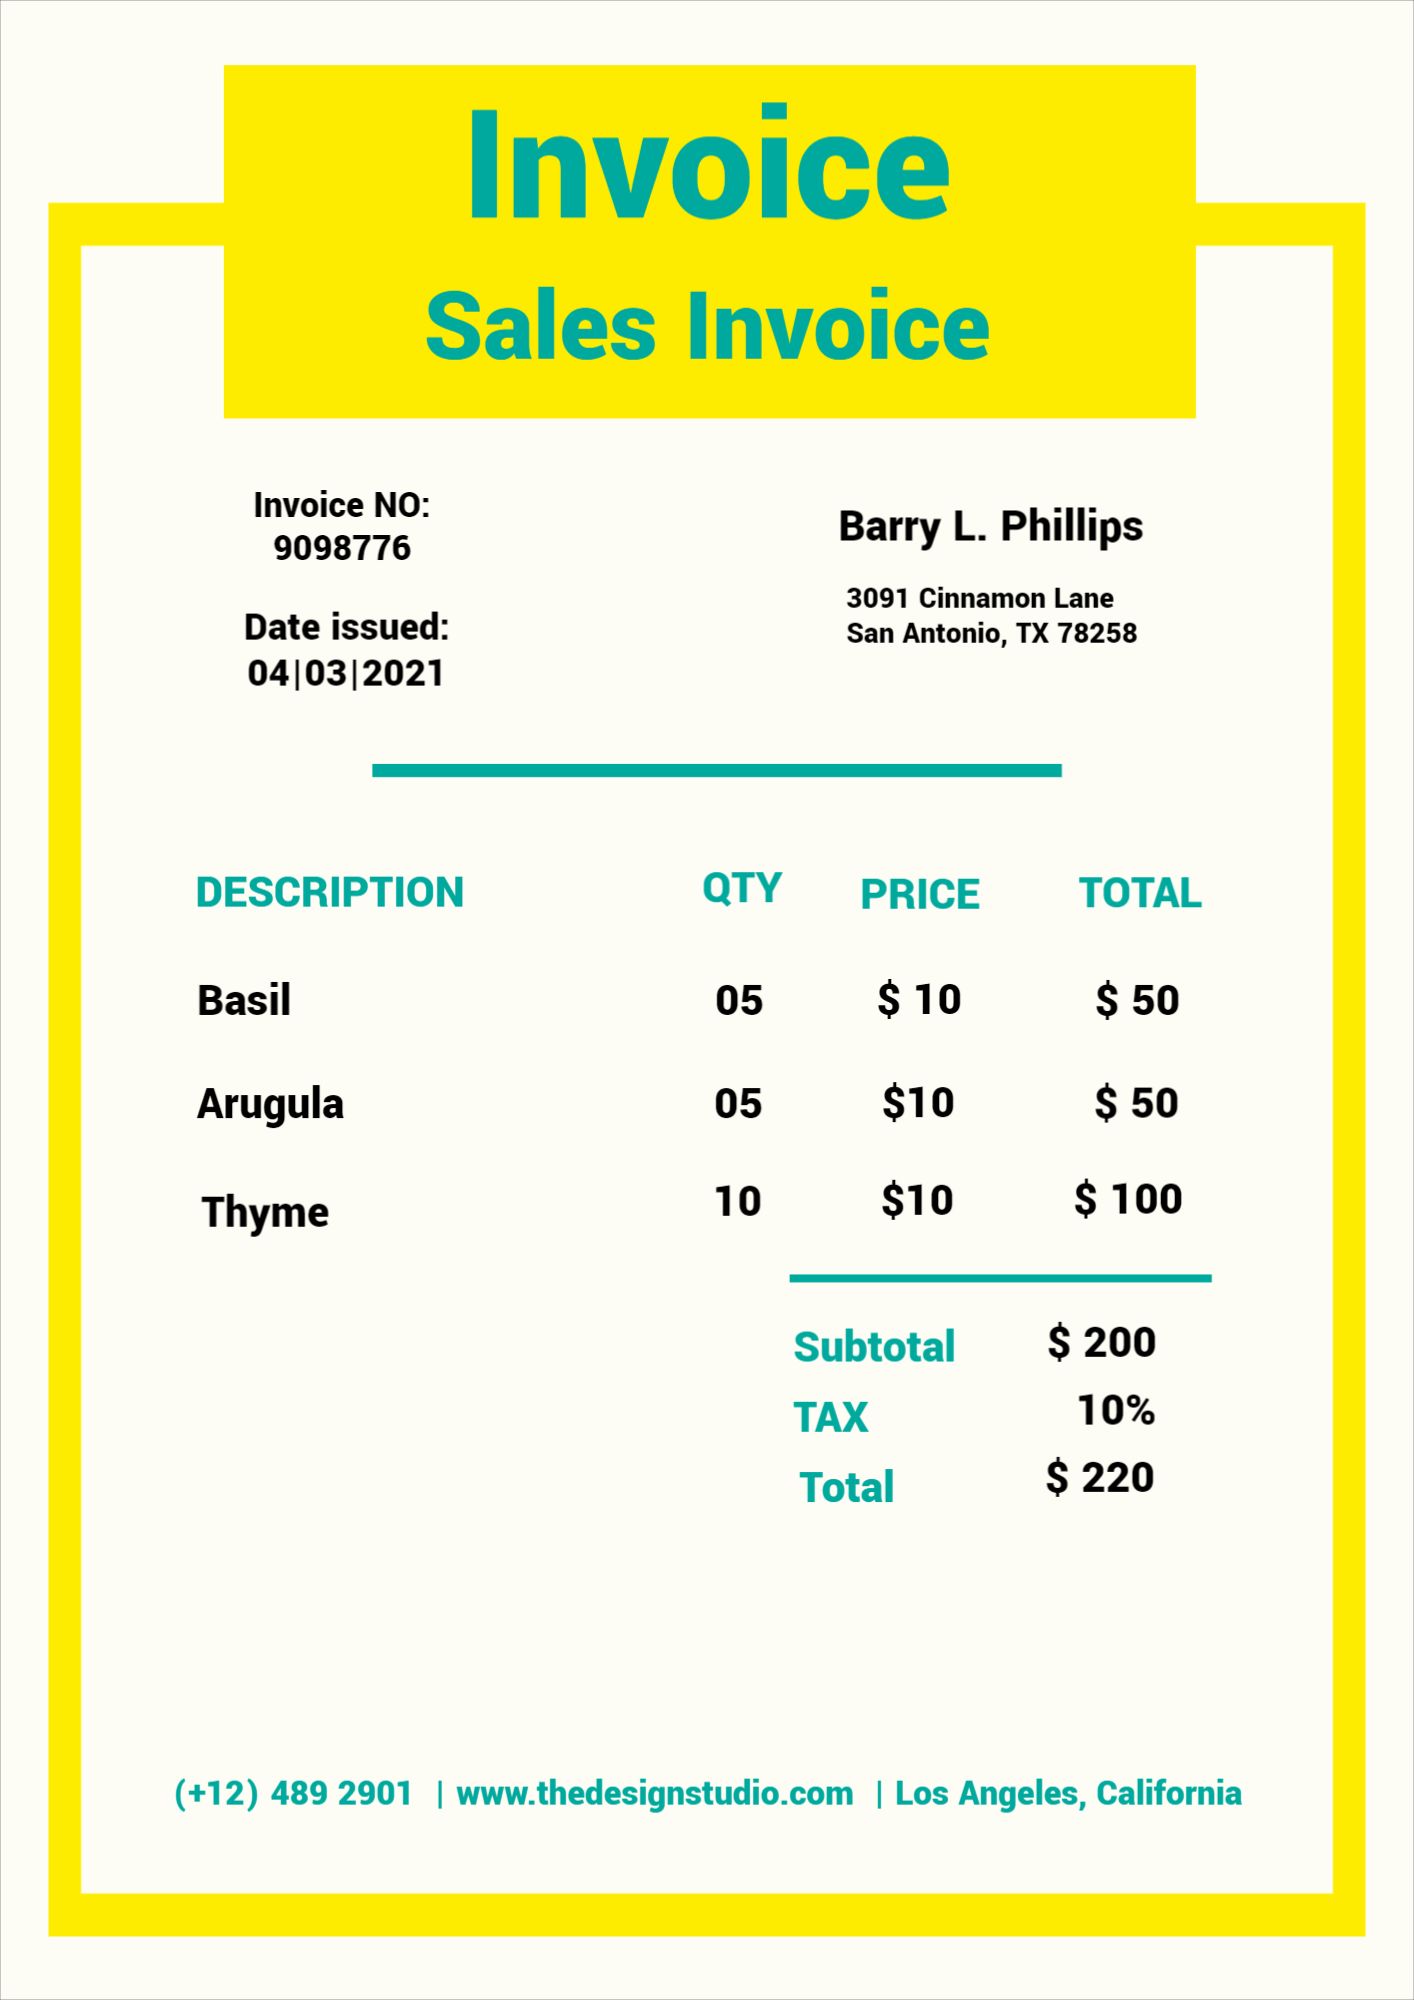 Invoice
Sales Invoice
Invoice NO:
9098776
Date issued:
04|03|2021
Barry L. Phillips
3091 Cinnamon Lane
San Antonio, TX 78258
DESCRIPTION QTY PRICE TOTAL
Basil 05 $ 10 $ 50
Arugula 05 $10 $ 50
Thyme 10 $10 $ 100
Subtotal $ 200
TAX 10%
Total $ 220
(+12) 489 2901 | www.thedesignstudio.com | Los Angeles, California